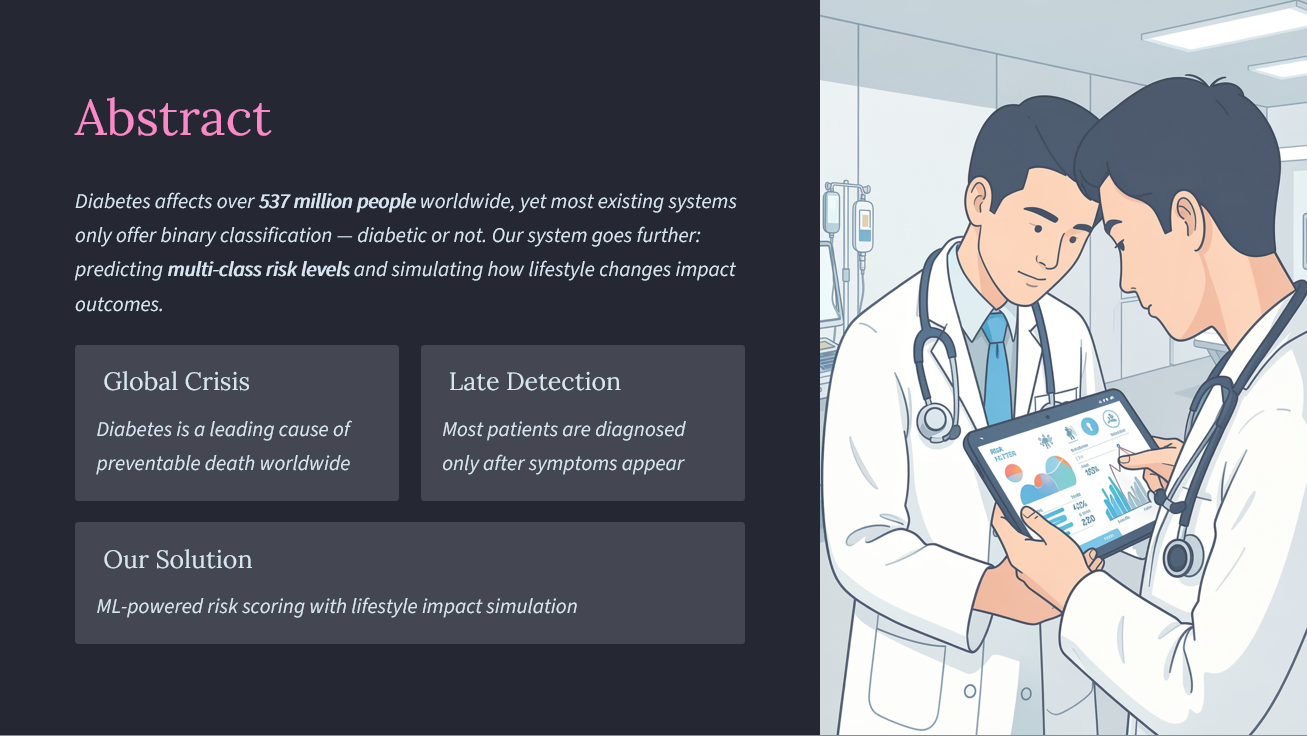 Abstract
Diabetes affects over 537 million people worldwide, yet most existing systems
only offer binary classification — diabetic or not. Our system goes further:
predicting multi-class risk levels and simulating how lifestyle changes impact
outcomes.
Global Crisis
Diabetes is a leading cause of
preventable death worldwide
Late Detection
Most patients are diagnosed
only after symptoms appear
Our Solution
ML-powered risk scoring with lifestyle impact simulation
RISK